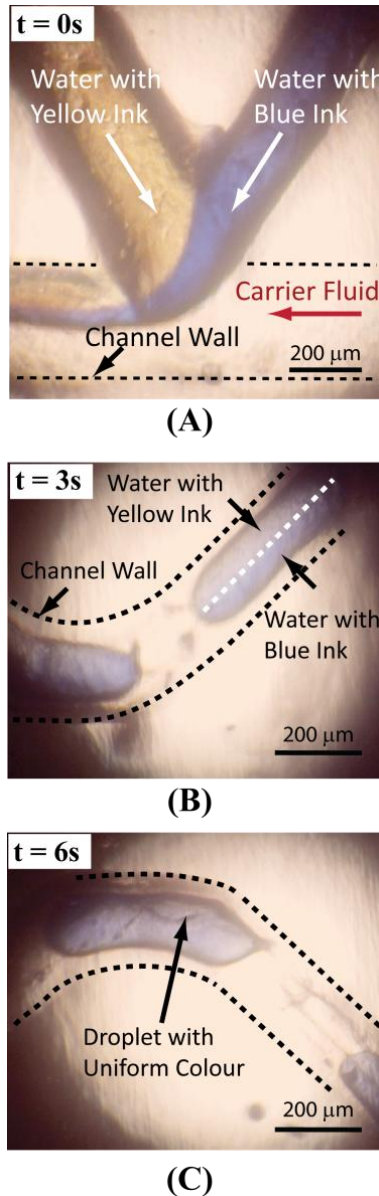 t = 0s
Water with
Yellow Ink
Water with
Blue Ink
Carrier Fluid
Channel Wall
200 μm
(A)
t = 3s
Water with
Yellow Ink
Channel Wall
Water with
Blue Ink
200 μm
(B)
t = 6s
Droplet with
Uniform Colour
200 μm
(C)